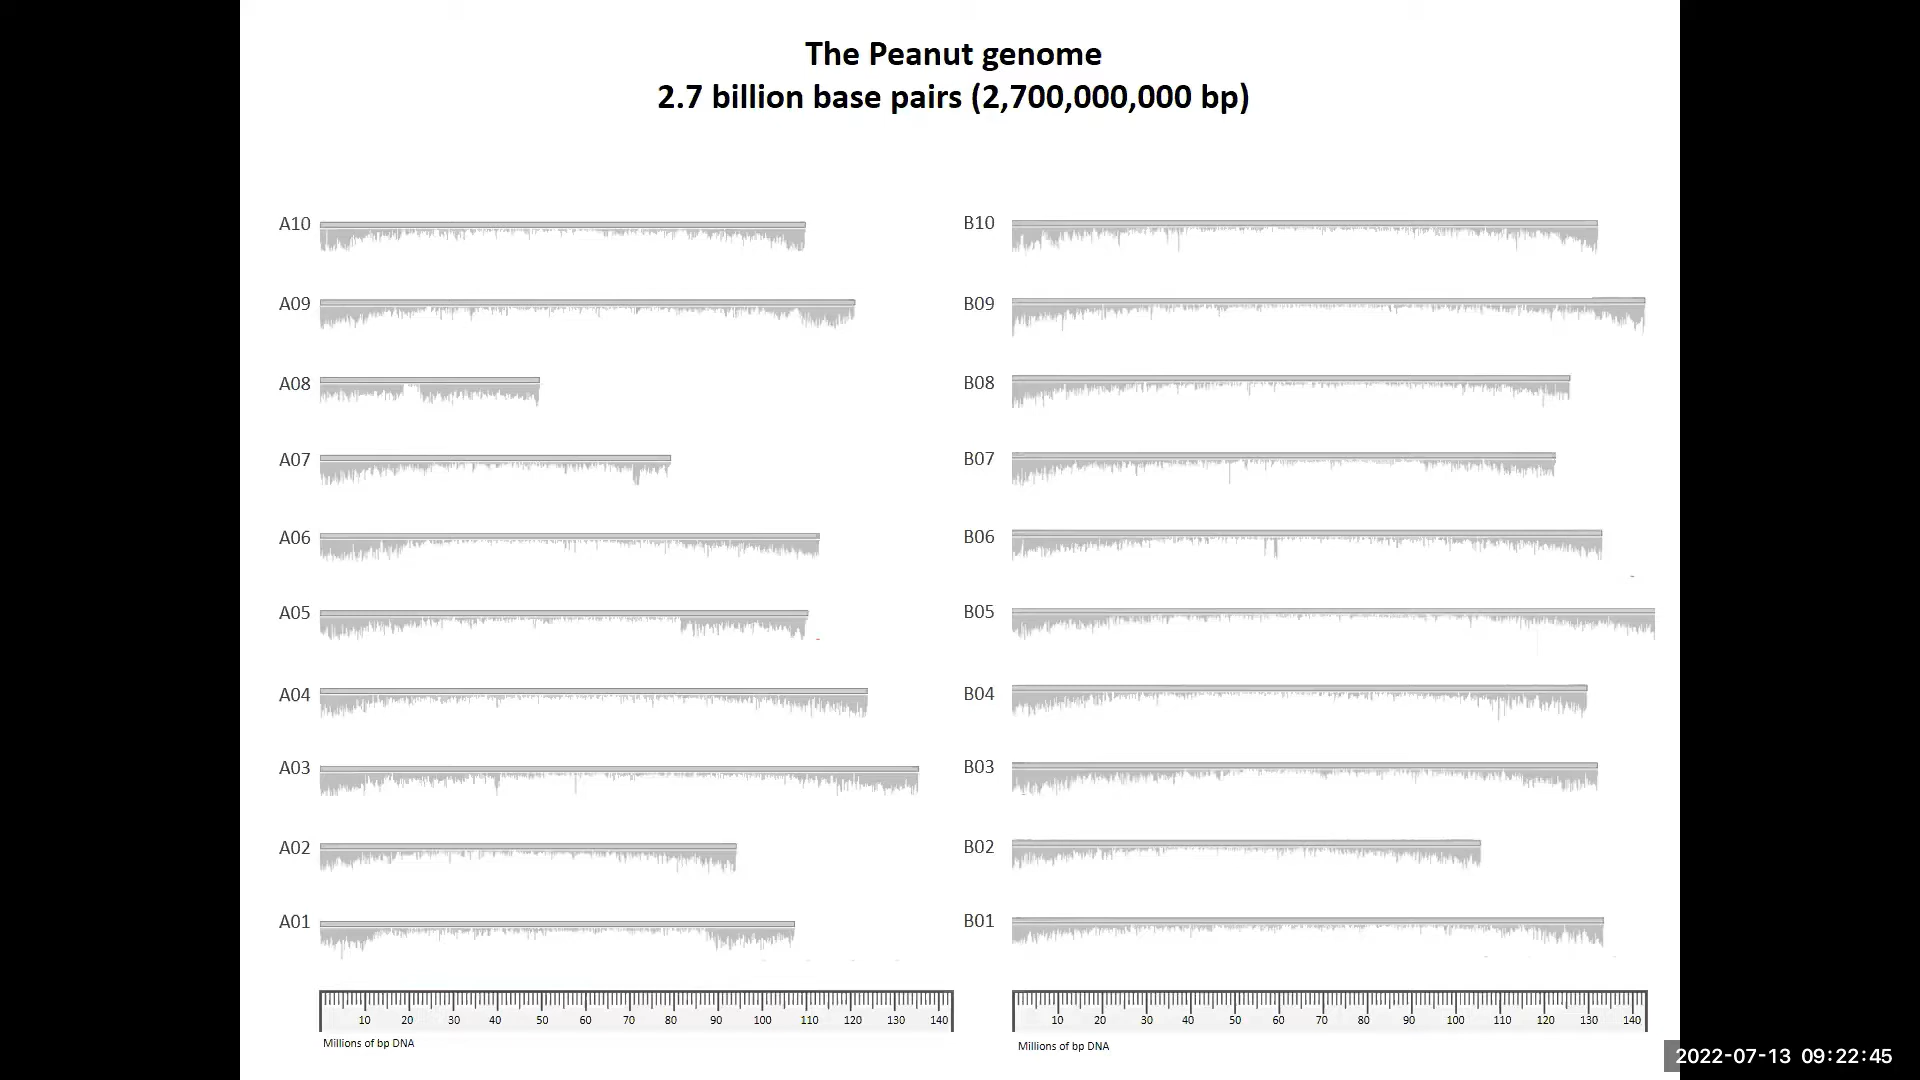 The Peanut genome
2.7 billion base pairs (2,700,000,000 bp)
A10
B10
A09
B09
A08
B08
A07
B07
A06
B06
A05
B05
A04
B04
A03
B03
A02
B02
A01
B01
10 20 30 40 50 60 70 80 90 100 110 120 130 140
10 20 30 40 50 60 70 80 90 100 110 120 130 140
Millions of bp DNA
Millions of bp DNA
2022-07-13 09:22:45